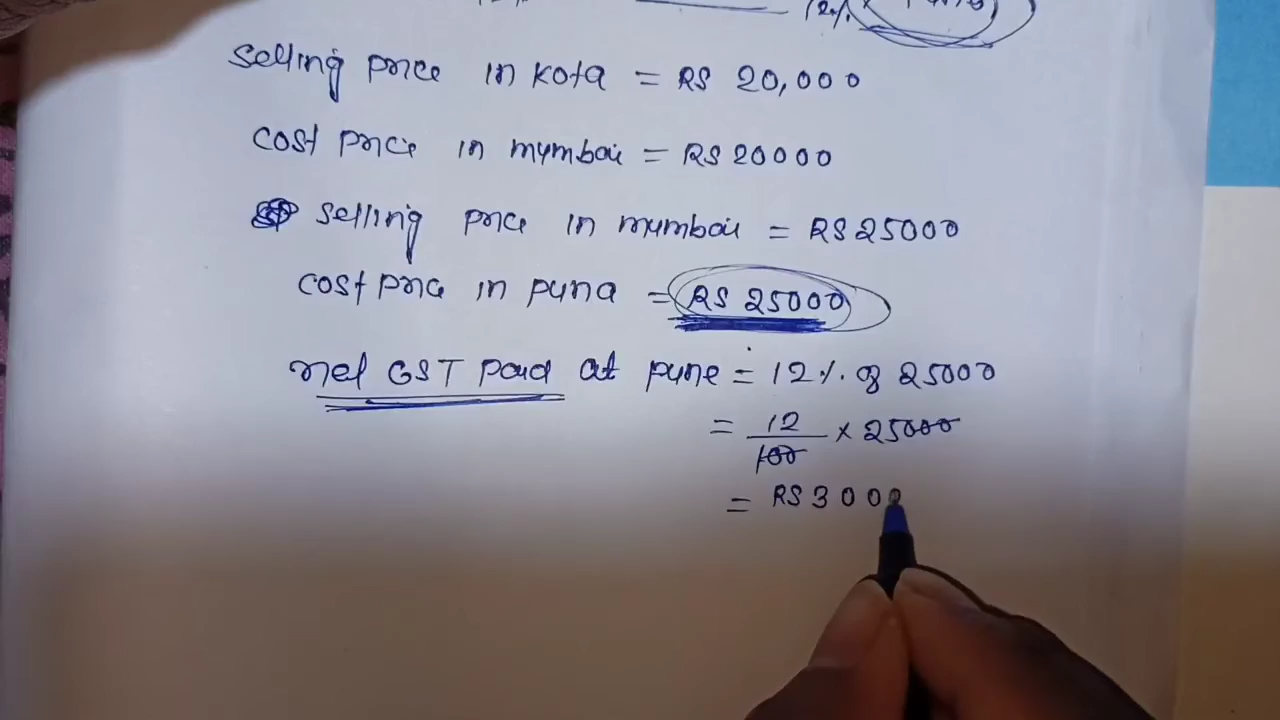 12%
Selling price in Kota = RS 20,000
cost price in mumbai = RS 20000
selling price in mumbai = RS 25000
cost price in puna = RS 25000
net GST paid at pune = 12% of 25000
= 12/100 × 25000
= RS 3000